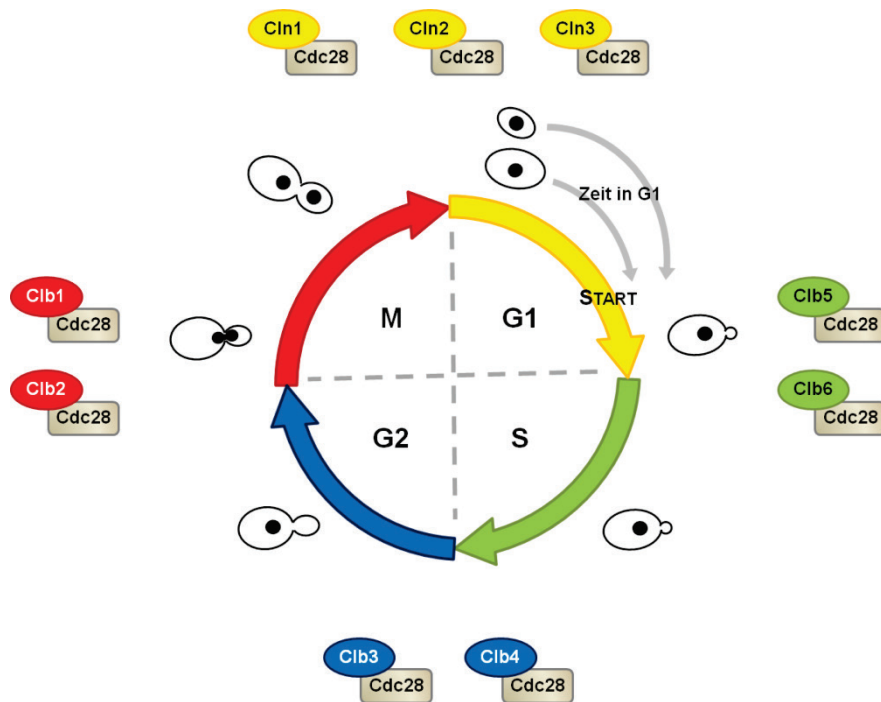 Cln1
Cdc28
Cln2
Cdc28
Cln3
Cdc28
Zeit in G1
START
M
G1
G2
S
Clb1
Cdc28
Clb2
Cdc28
Clb5
Cdc28
Clb6
Cdc28
Clb3
Cdc28
Clb4
Cdc28